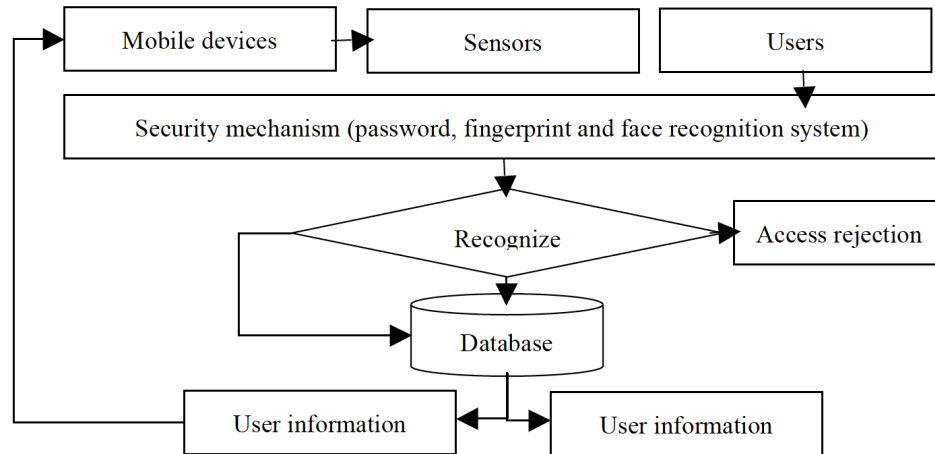 Mobile devices
Sensors
Users
Security mechanism (password, fingerprint and face recognition system)
Recognize
Access rejection
Database
User information
User information